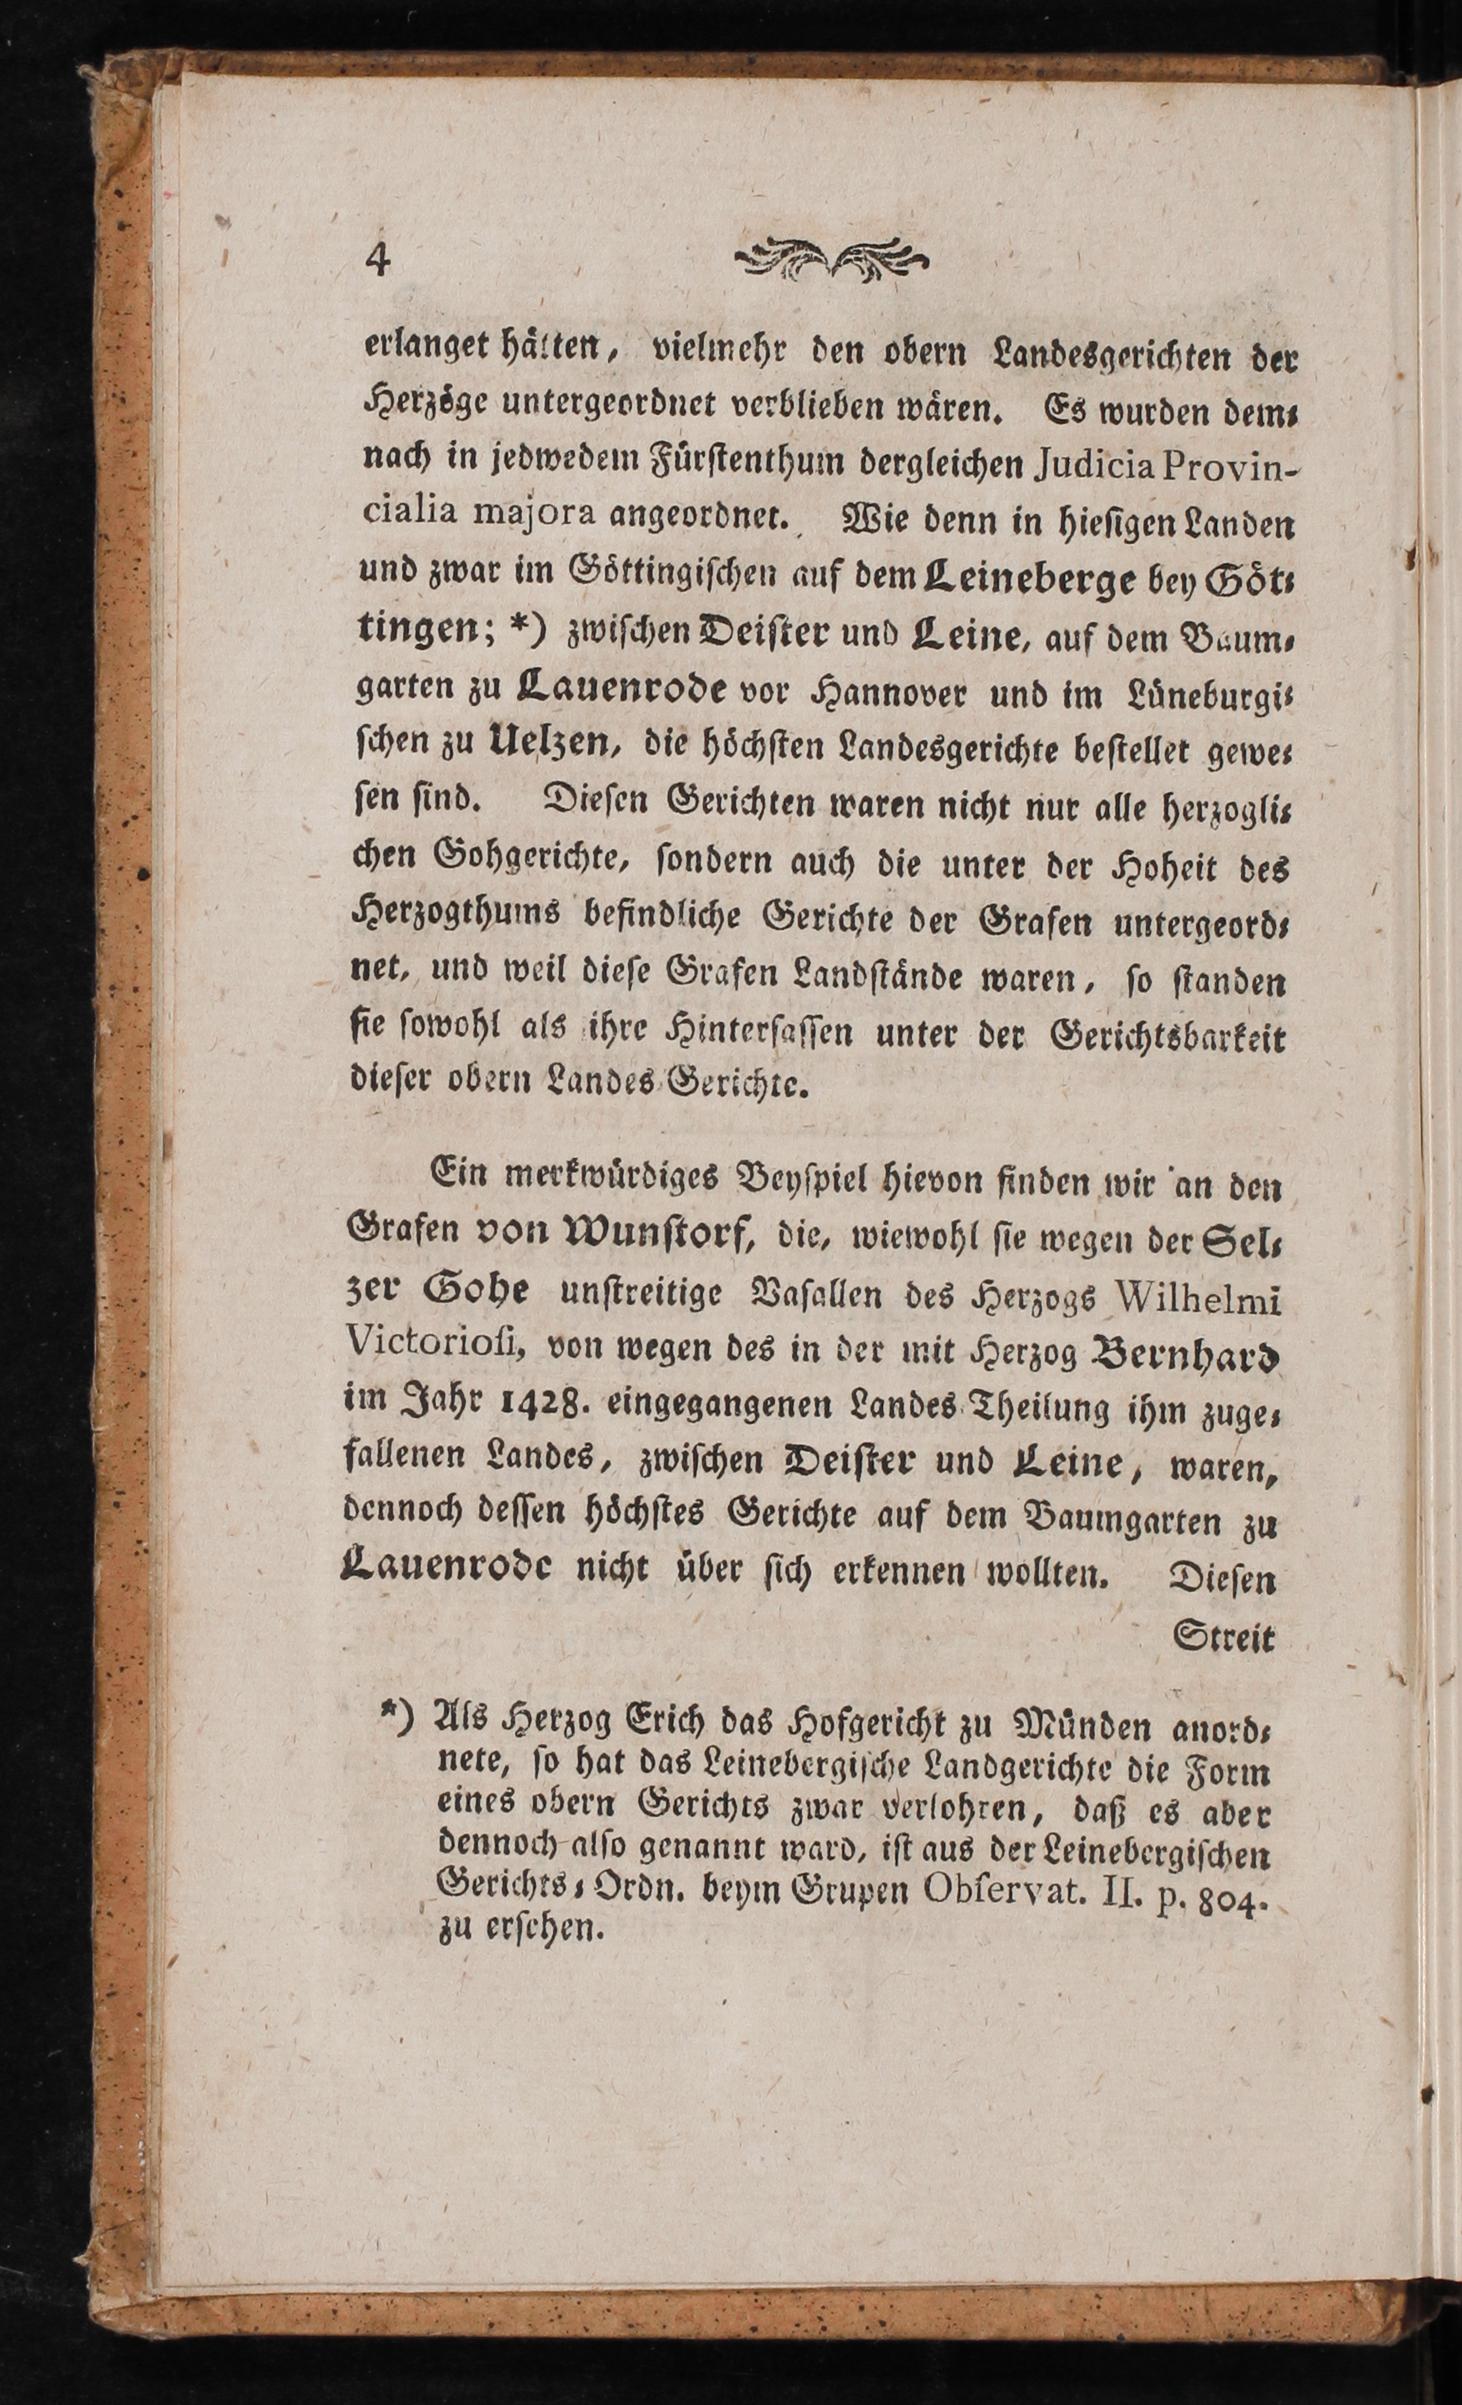 4
erlanget hätten, vielmehr den obern Landesgerichten der
Herzöge untergeordnet verblieben wären. Es wurden dem⸗
nach in jedwedem Fürſtenthum dergleichen Judicia Provin-
cialia majora angeordnet. Wie denn in hieſigen Landen
und zwar im Göttingiſchen auf dem Leineberge bey Göt⸗
tingen; *) zwiſchen Deiſter und Leine, auf dem Baum⸗
garten zu Lauenrode vor Hannover und im Lüneburgi⸗
ſchen zu Uelzen, die höchſten Landesgerichte beſtellet gewe⸗
ſen ſind. Dieſen Gerichten waren nicht nur alle herzogli⸗
chen Gohgerichte, ſondern auch die unter der Hoheit des
Herzogthums befindliche Gerichte der Grafen untergeord⸗
net, und weil dieſe Grafen Landſtände waren, ſo ſtanden
ſie ſowohl als ihre Hinterſaſſen unter der Gerichtsbarkeit
dieſer obern Landes Gerichte.
Ein merkwürdiges Beyſpiel hievon finden wir an den
Grafen von Wunſtorf, die, wiewohl ſie wegen der Sel⸗
zer Gohe unſtreitige Vaſallen des Herzogs Wilhelmi
Victorioſi, von wegen des in der mit Herzog Bernhard
im Jahr 1428. eingegangenen Landes Theilung ihm zuge⸗
fallenen Landes, zwiſchen Deiſter und Leine, waren,
dennoch deſſen höchſtes Gerichte auf dem Baumgarten zu
Lauenrode nicht über ſich erkennen wollten. Dieſen
Streit
*) Als Herzog Erich das Hofgericht zu Münden anord⸗
nete, ſo hat das Leinebergiſche Landgerichte die Form
eines obern Gerichts zwar verlohren, daß es aber
dennoch alſo genannt ward, iſt aus der Leinebergiſchen
Gerichts⸗Ordn. beym Grupen Obſervat. II. p. 804.
zu erſehen.